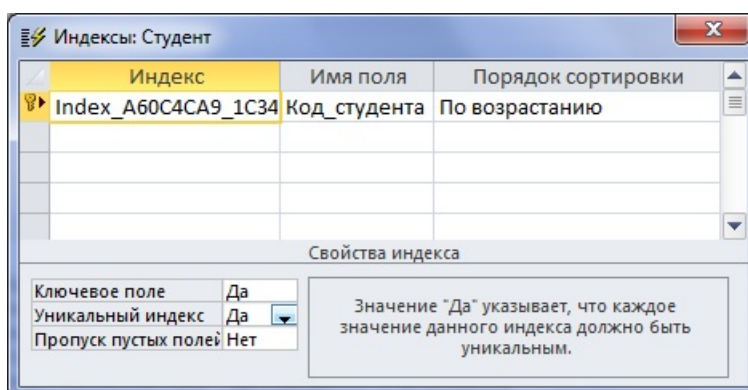 Индексы: Студент
Индекс Имя поля Порядок сортировки
Index_A60C4CA9_1C34 Код_студента По возрастанию
Свойства индекса
Ключевое поле Да
Уникальный индекс Да
Пропуск пустых полей Нет
Значение "Да" указывает, что каждое
значение данного индекса должно быть
уникальным.